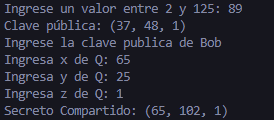 Ingrese un valor entre 2 y 125: 89
Clave pública: (37, 48, 1)
Ingrese la clave publica de Bob
Ingresa x de Q: 65
Ingresa y de Q: 25
Ingresa z de Q: 1
Secreto Compartido: (65, 102, 1)